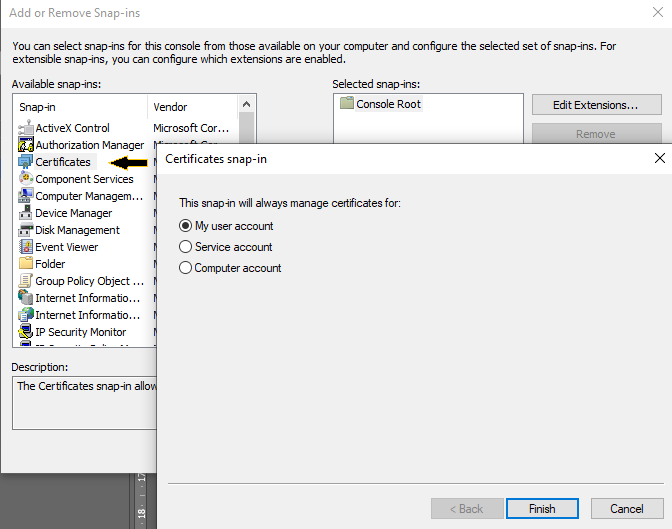 Add or Remove Snap-ins
You can select snap-ins for this console from those available on your computer and configure the selected set of snap-ins. For
extensible snap-ins, you can configure which extensions are enabled.
Available snap-ins:
Selected snap-ins:
Snap-in Vendor
ActiveX Control Microsoft Cor...
Authorization Manager Microsoft Cor...
Certificates
Component Services
Computer Managem...
Device Manager
Disk Management
Event Viewer
Folder
Group Policy Object ...
Internet Informatio...
Internet Informatio...
IP Security Monitor
Console Root
Edit Extensions...
Remove
Description:
The Certificates snap-in allow
Certificates snap-in
This snap-in will always manage certificates for:
My user account
Service account
Computer account
< Back Finish Cancel
17
18